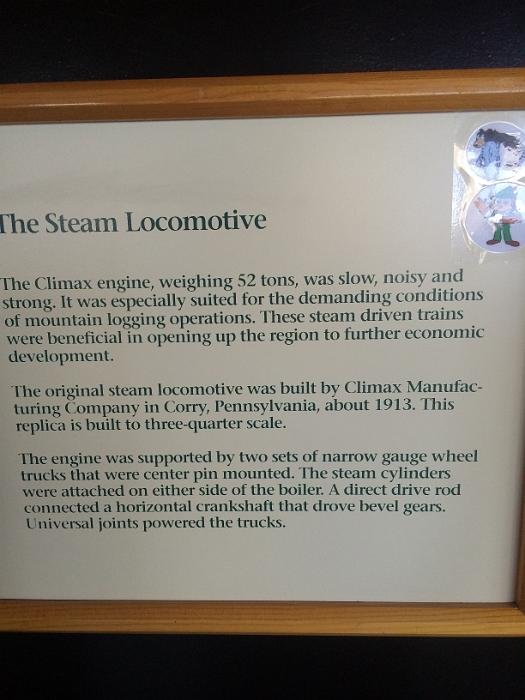 The Steam Locomotive
The Climax engine, weighing 52 tons, was slow, noisy and
strong. It was especially suited for the demanding conditions
of mountain logging operations. These steam driven trains
were beneficial in opening up the region to further economic
development.
The original steam locomotive was built by Climax Manufac-
turing Company in Corry, Pennsylvania, about 1913. This
replica is built to three-quarter scale.
The engine was supported by two sets of narrow gauge wheel
trucks that were center pin mounted. The steam cylinders
were attached on either side of the boiler. A direct drive rod
connected a horizontal crankshaft that drove bevel gears.
Universal joints powered the trucks.